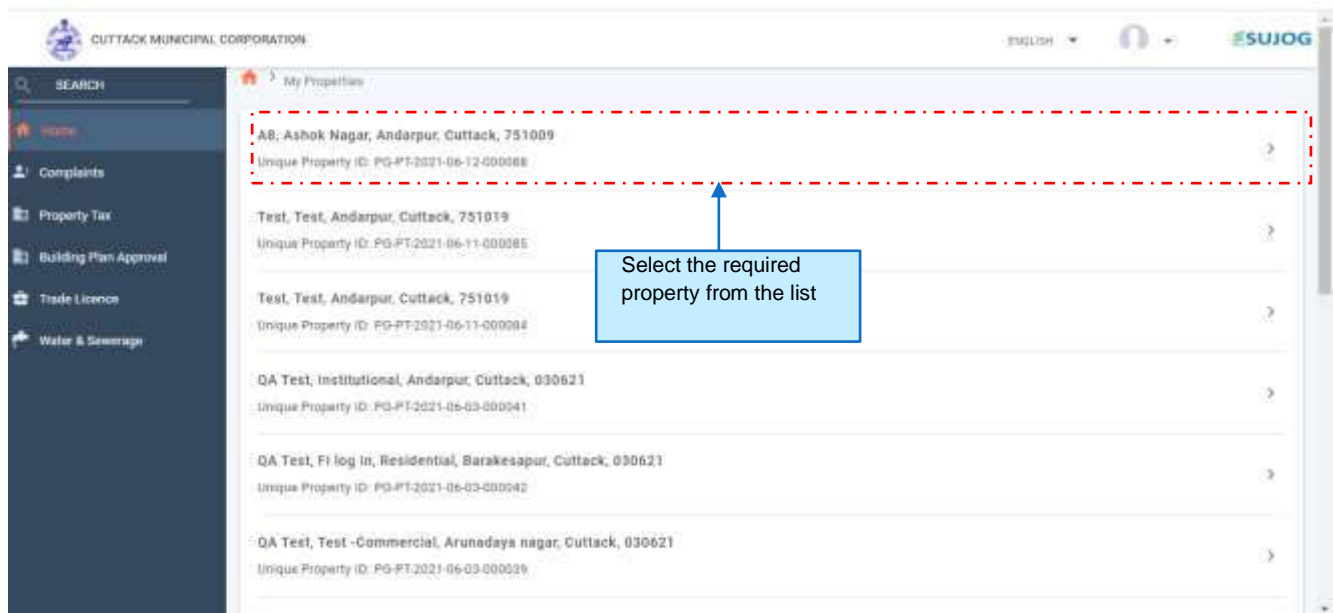 CUTTACK MUNICIPAL CORPORATION
ENGLISH
ESUJOG
SEARCH
My Properties
Home
Complaints
Property Tax
Building Plan Approval
Trade Licence
Water & Sewerage
A8, Ashok Nagar, Andarpur, Cuttack, 751009
Unique Property ID: PG-PT-2021-06-12-000088
Test, Test, Andarpur, Cuttack, 751019
Unique Property ID: PG-PT-2021-06-11-000085
Test, Test, Andarpur, Cuttack, 751019
Unique Property ID: PG-PT-2021-06-11-000084
Select the required
property from the list
QA Test, Institutional, Andarpur, Cuttack, 030621
Unique Property ID: PG-PT-2021-06-03-000041
QA Test, FI log in, Residential, Barakesapur, Cuttack, 030621
Unique Property ID: PG-PT-2021-06-03-000042
QA Test, Test -Commercial, Arunadaya nagar, Cuttack, 030621
Unique Property ID: PG-PT-2021-06-03-000039